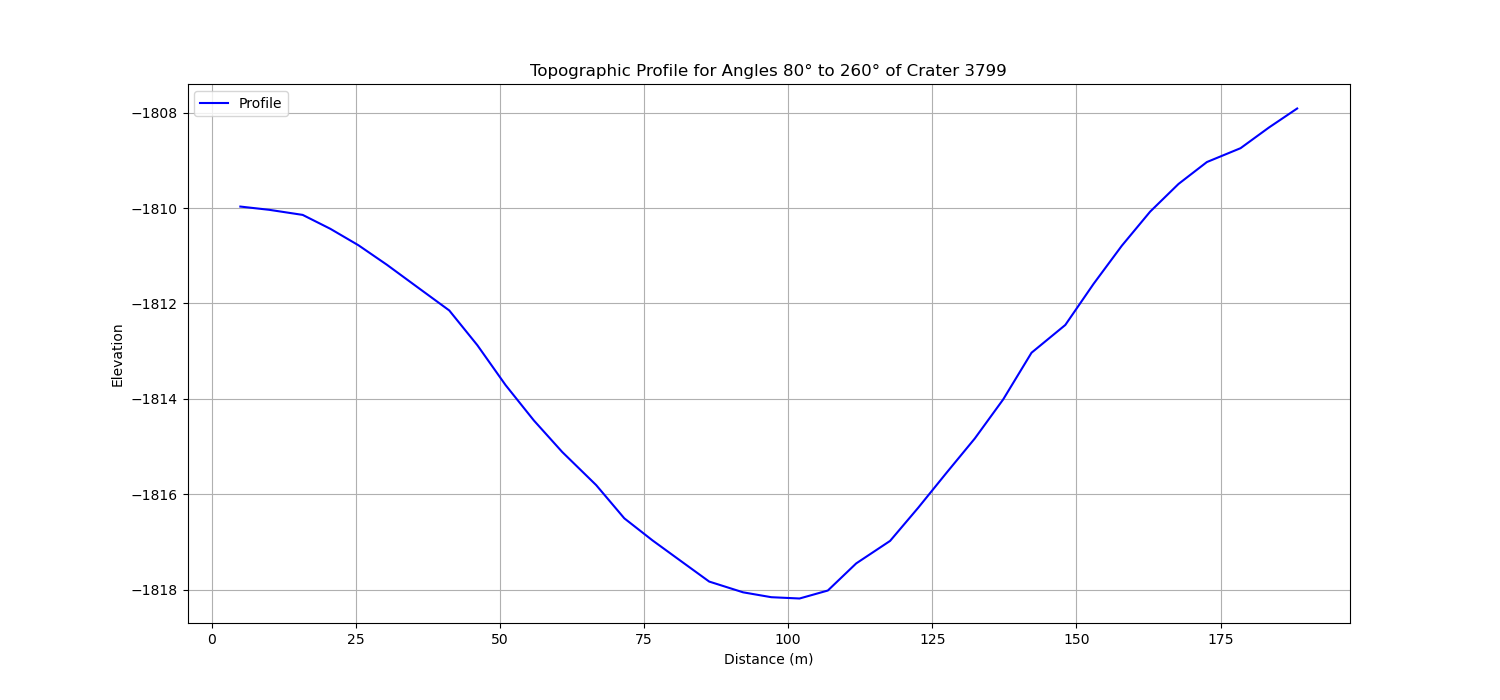 Topographic Profile for Angles 80° to 260° of Crater 3799
Profile
−1808
−1810
−1812
−1814
−1816
−1818
Elevation
0 25 50 75 100 125 150 175
Distance (m)